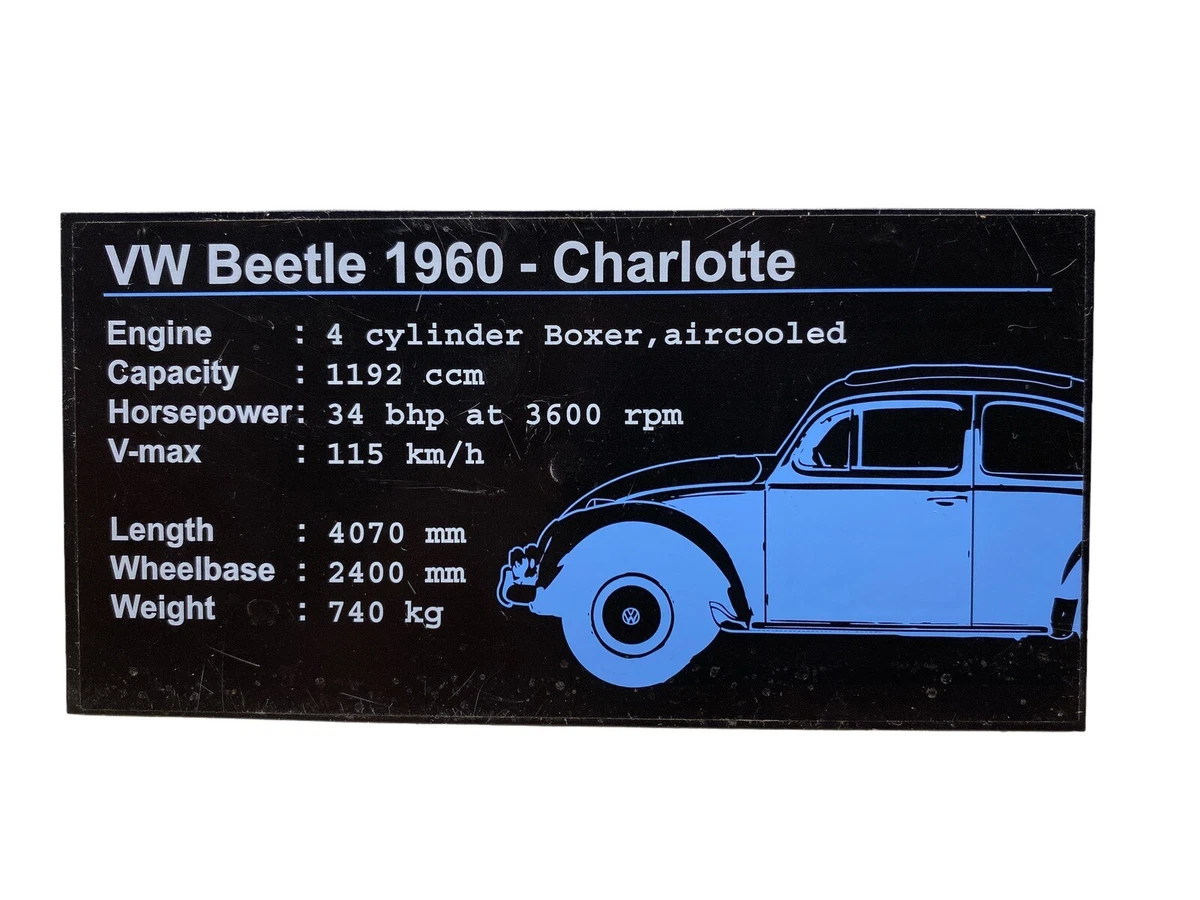 VW Beetle 1960 - Charlotte
Engine : 4 cylinder Boxer,aircooled
Capacity : 1192 ccm
Horsepower: 34 bhp at 3600 rpm
V-max : 115 km/h
Length : 4070 mm
Wheelbase : 2400 mm
Weight : 740 kg
VW